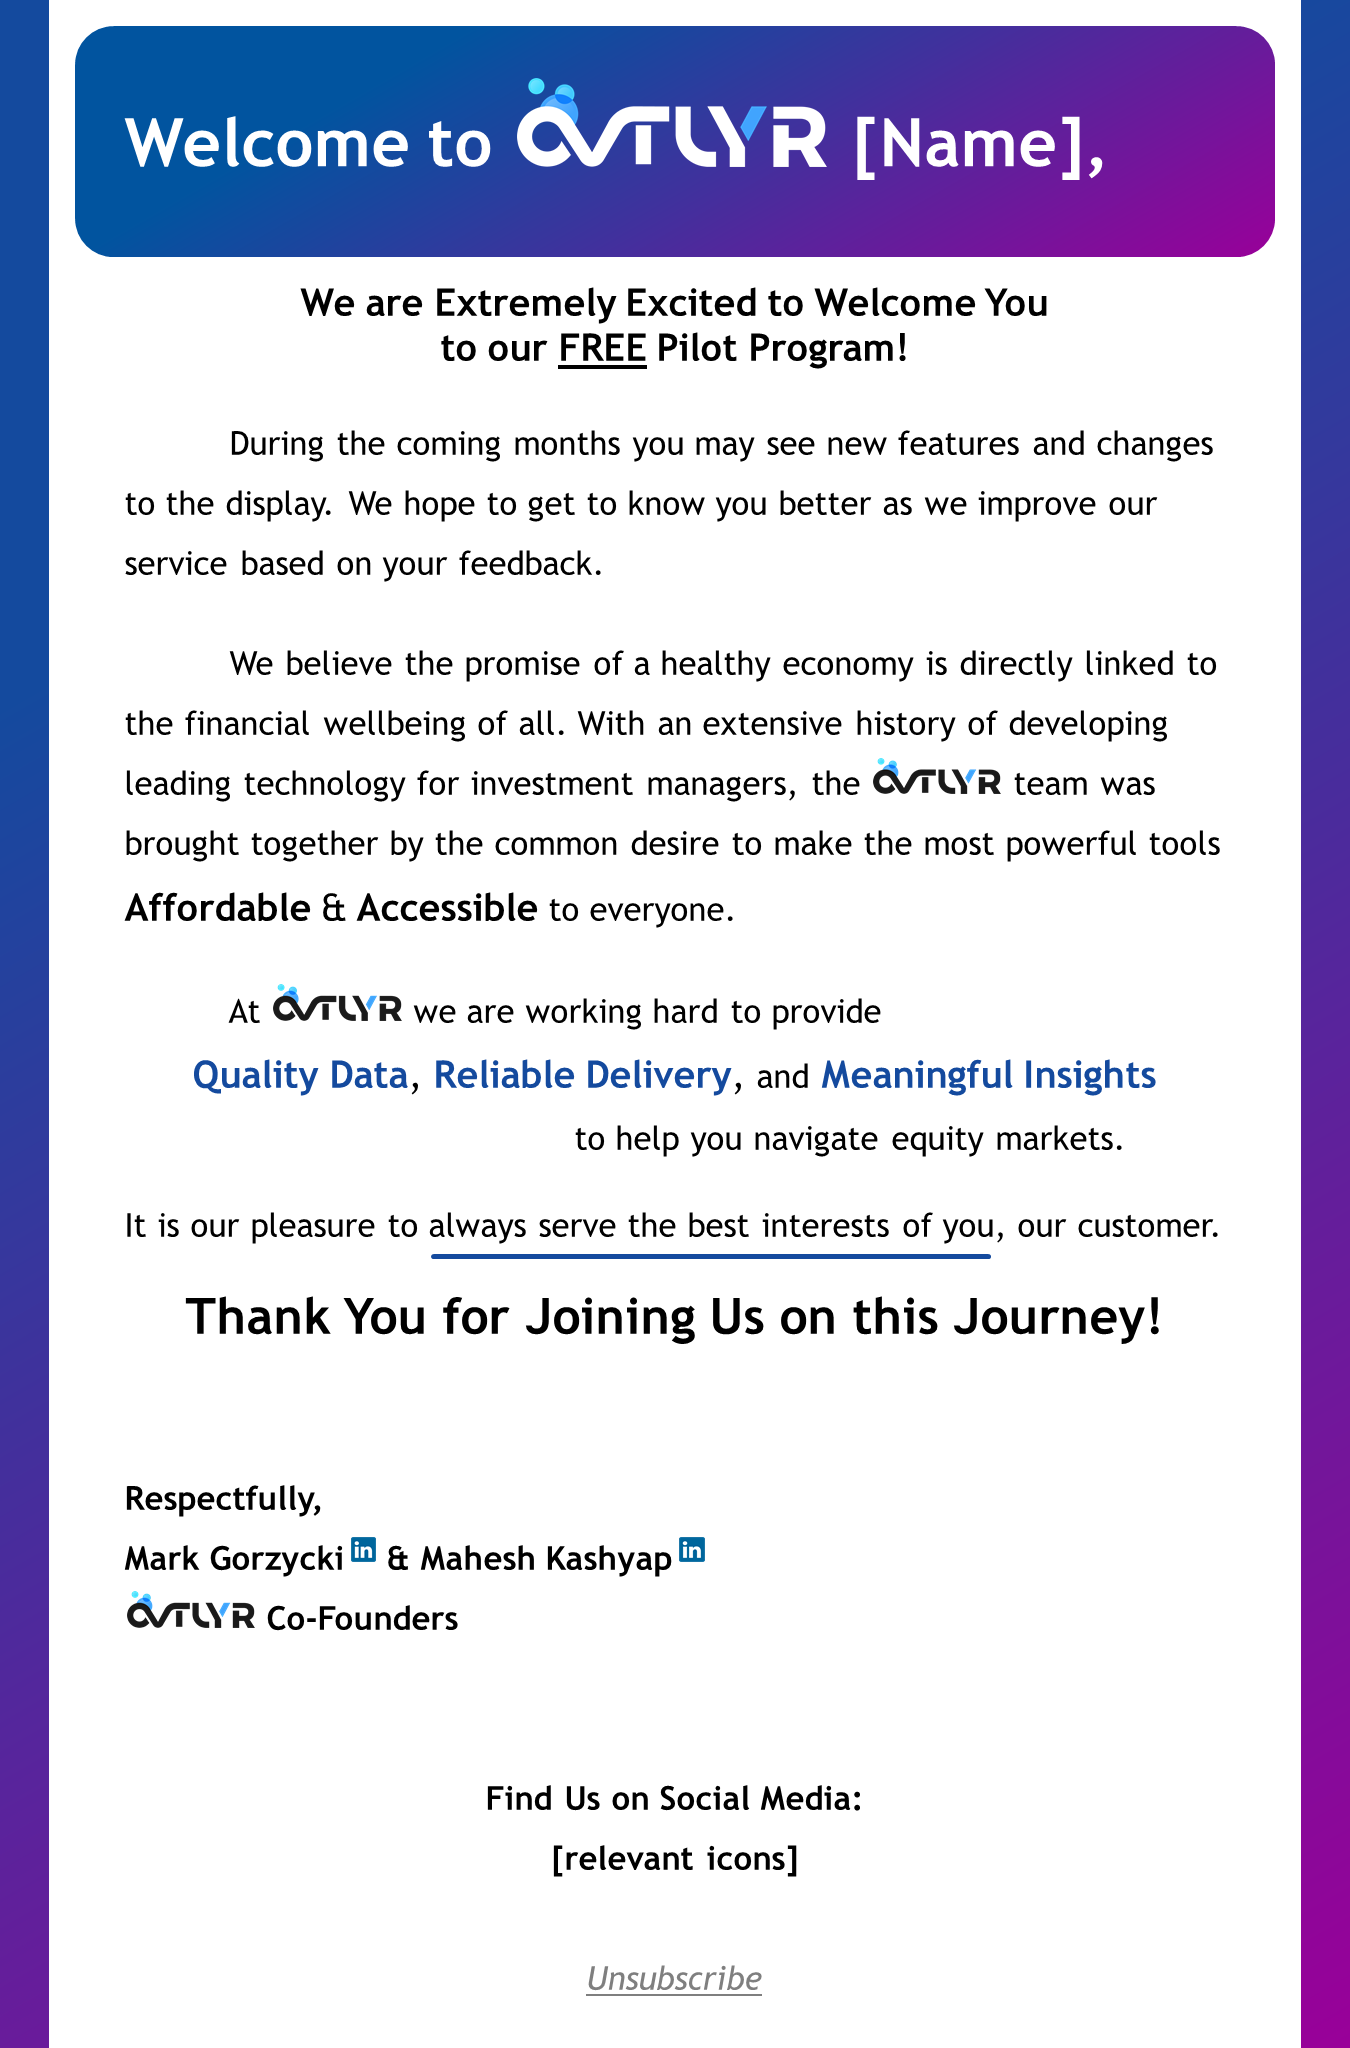 Welcome to OVTLYR [Name],
We are Extremely Excited to Welcome You
to our FREE Pilot Program!
During the coming months you may see new features and changes
to the display. We hope to get to know you better as we improve our
service based on your feedback.
We believe the promise of a healthy economy is directly linked to
the financial wellbeing of all. With an extensive history of developing
leading technology for investment managers, the OVTLYR team was
brought together by the common desire to make the most powerful tools
Affordable & Accessible to everyone.
At OVTLYR we are working hard to provide
Quality Data, Reliable Delivery, and Meaningful Insights
to help you navigate equity markets.
It is our pleasure to always serve the best interests of you, our customer.
Thank You for Joining Us on this Journey!
Respectfully,
Mark Gorzycki in & Mahesh Kashyap in
OVTLYR Co-Founders
Find Us on Social Media:
[relevant icons]
Unsubscribe